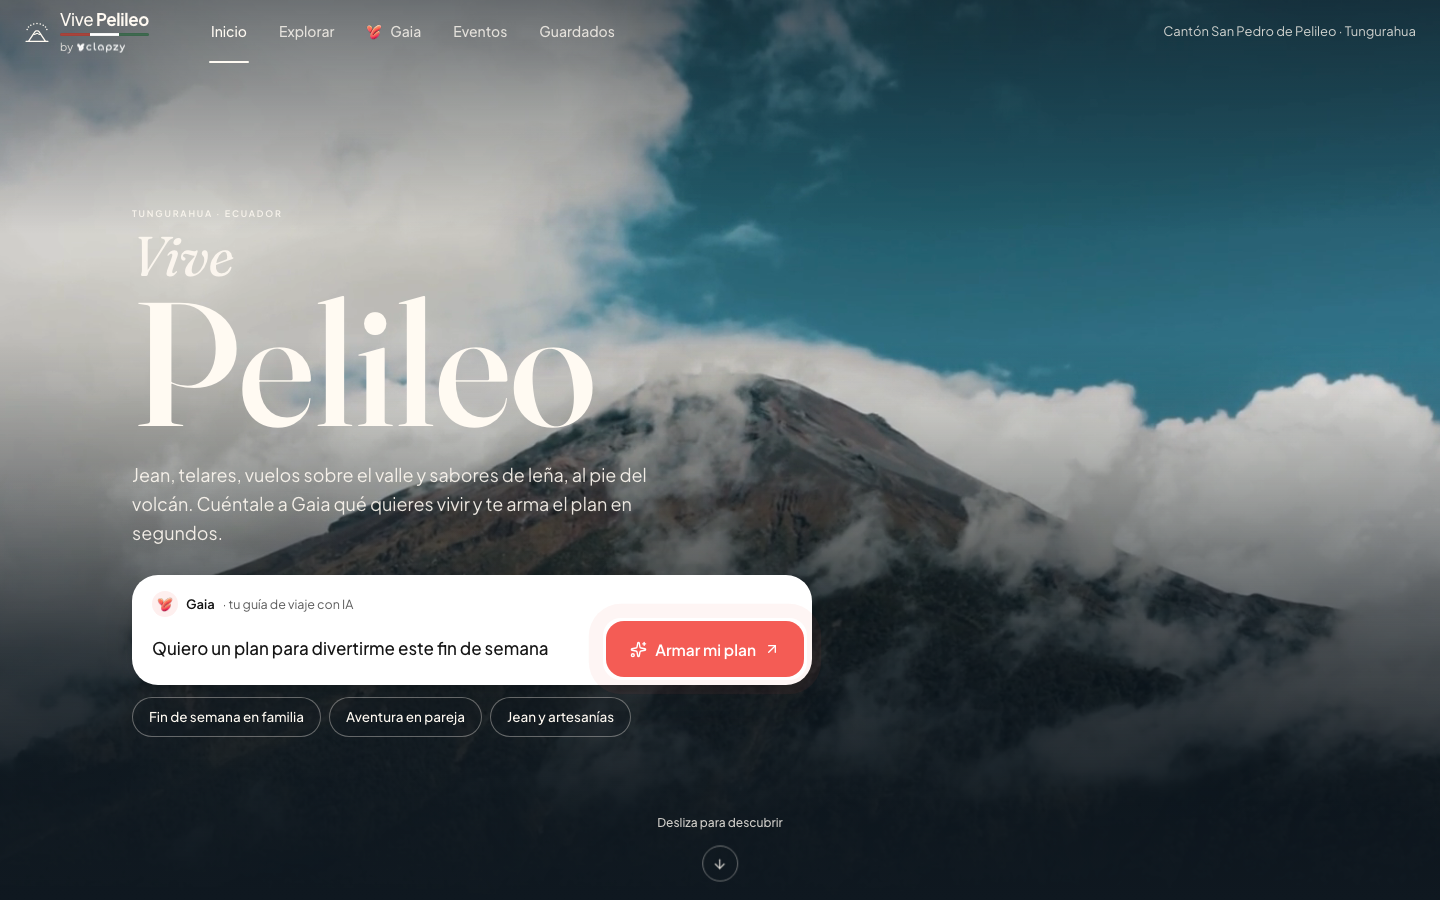 Vive Pelileo
by clapzy
Inicio
Explorar
Gaia
Eventos
Guardados
Cantón San Pedro de Pelileo · Tungurahua
TUNGURAHUA · ECUADOR
Vive
Pelileo
Jean, telares, vuelos sobre el valle y sabores de leña, al pie del
volcán. Cuéntale a Gaia qué quieres vivir y te arma el plan en
segundos.
Gaia · tu guía de viaje con IA
Quiero un plan para divertirme este fin de semana
Armar mi plan
Fin de semana en familia
Aventura en pareja
Jean y artesanías
Desliza para descubrir